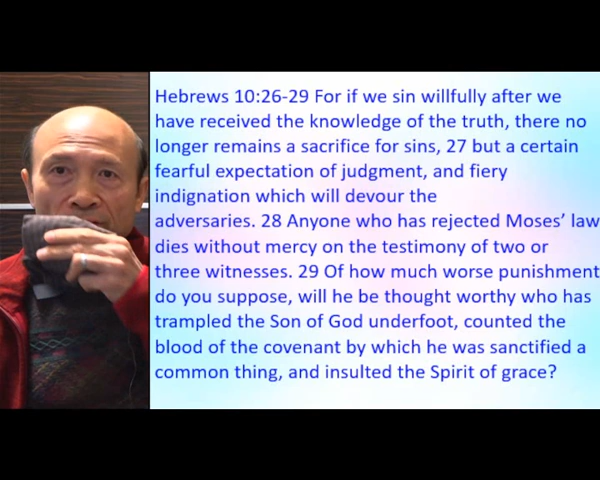 Hebrews 10:26-29 For if we sin willfully after we
have received the knowledge of the truth, there no
longer remains a sacrifice for sins, 27 but a certain
fearful expectation of judgment, and fiery
indignation which will devour the
adversaries. 28 Anyone who has rejected Moses’ law
dies without mercy on the testimony of two or
three witnesses. 29 Of how much worse punishment
do you suppose, will he be thought worthy who has
trampled the Son of God underfoot, counted the
blood of the covenant by which he was sanctified a
common thing, and insulted the Spirit of grace?